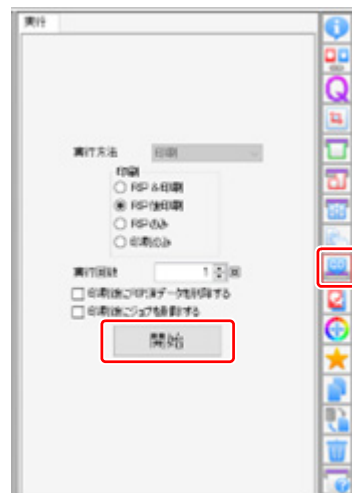 実行
実行方法 印刷
印刷
RIP & 印刷
RIP後印刷
RIPのみ
印刷のみ
実行回数 1 回
印刷後にRIP済データを削除する
印刷後にジョブを削除する
開始